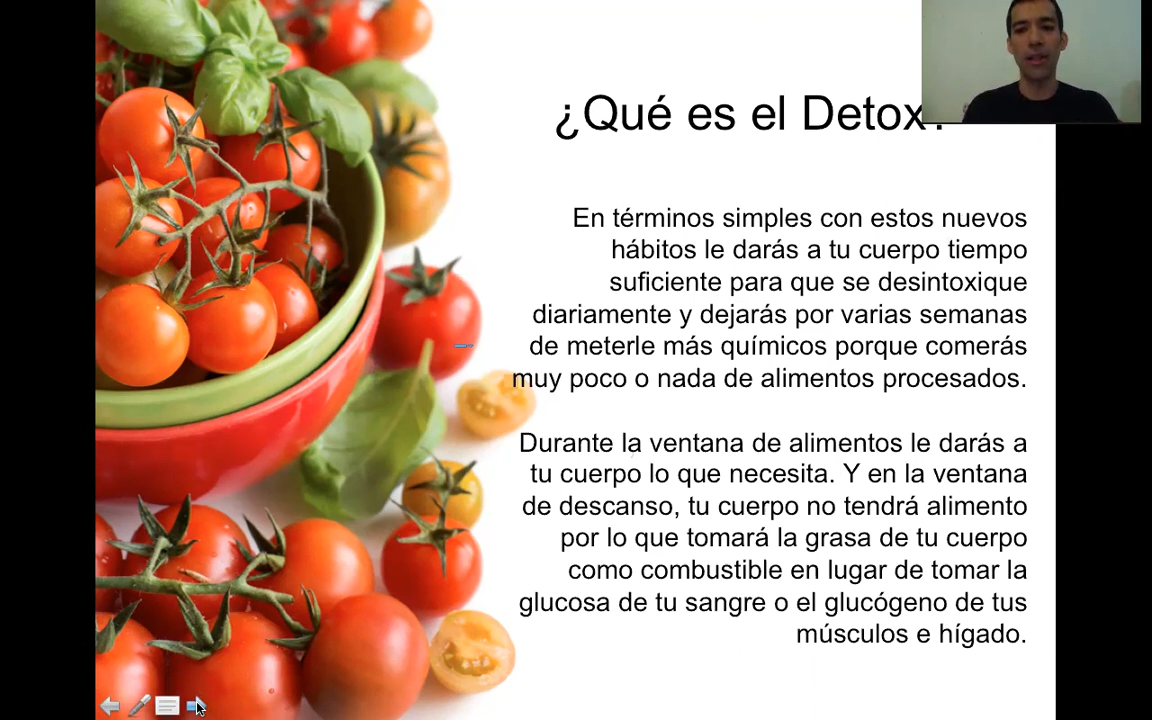 ¿Qué es el Detox?
En términos simples con estos nuevos
hábitos le darás a tu cuerpo tiempo
suficiente para que se desintoxique
diariamente y dejarás por varias semanas
de meterle más químicos porque comerás
muy poco o nada de alimentos procesados.
Durante la ventana de alimentos le darás a
tu cuerpo lo que necesita. Y en la ventana
de descanso, tu cuerpo no tendrá alimento
por lo que tomará la grasa de tu cuerpo
como combustible en lugar de tomar la
glucosa de tu sangre o el glucógeno de tus
músculos e hígado.